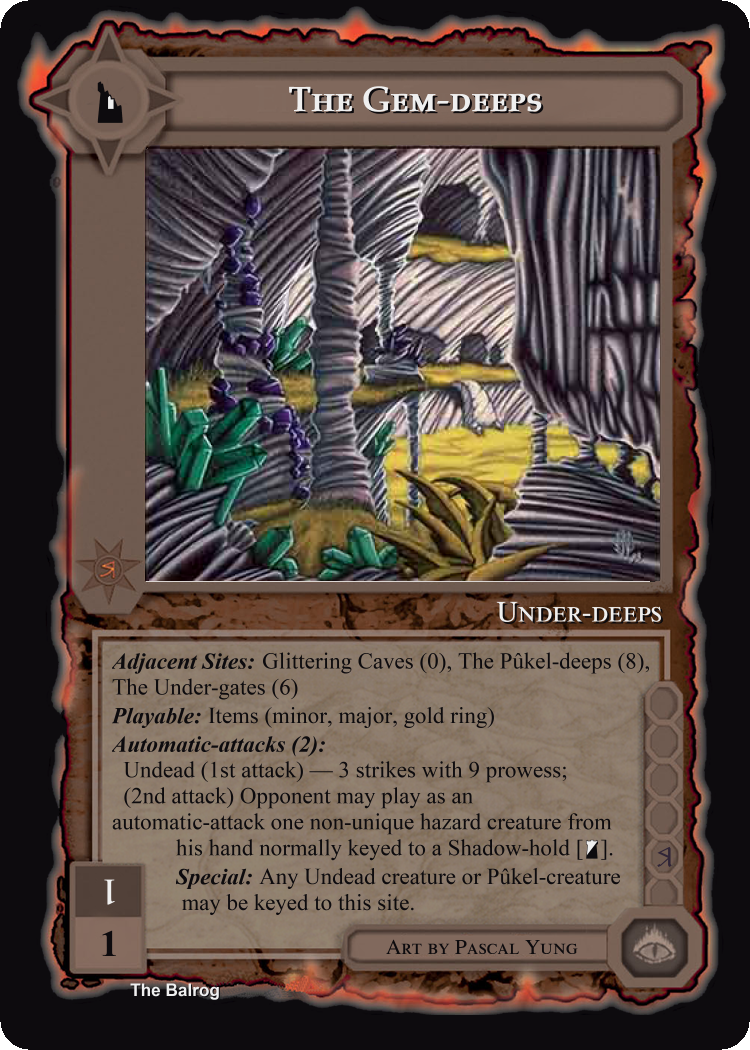 The Gem-deeps
Under-deeps
Adjacent Sites: Glittering Caves (0), The Pûkel-deeps (8),
The Under-gates (6)
Playable: Items (minor, major, gold ring)
Automatic-attacks (2):
Undead (1st attack) — 3 strikes with 9 prowess;
(2nd attack) Opponent may play as an
automatic-attack one non-unique hazard creature from
his hand normally keyed to a Shadow-hold [ ].
Special: Any Undead creature or Pûkel-creature
may be keyed to this site.
1
1
Art by Pascal Yung
The Balrog